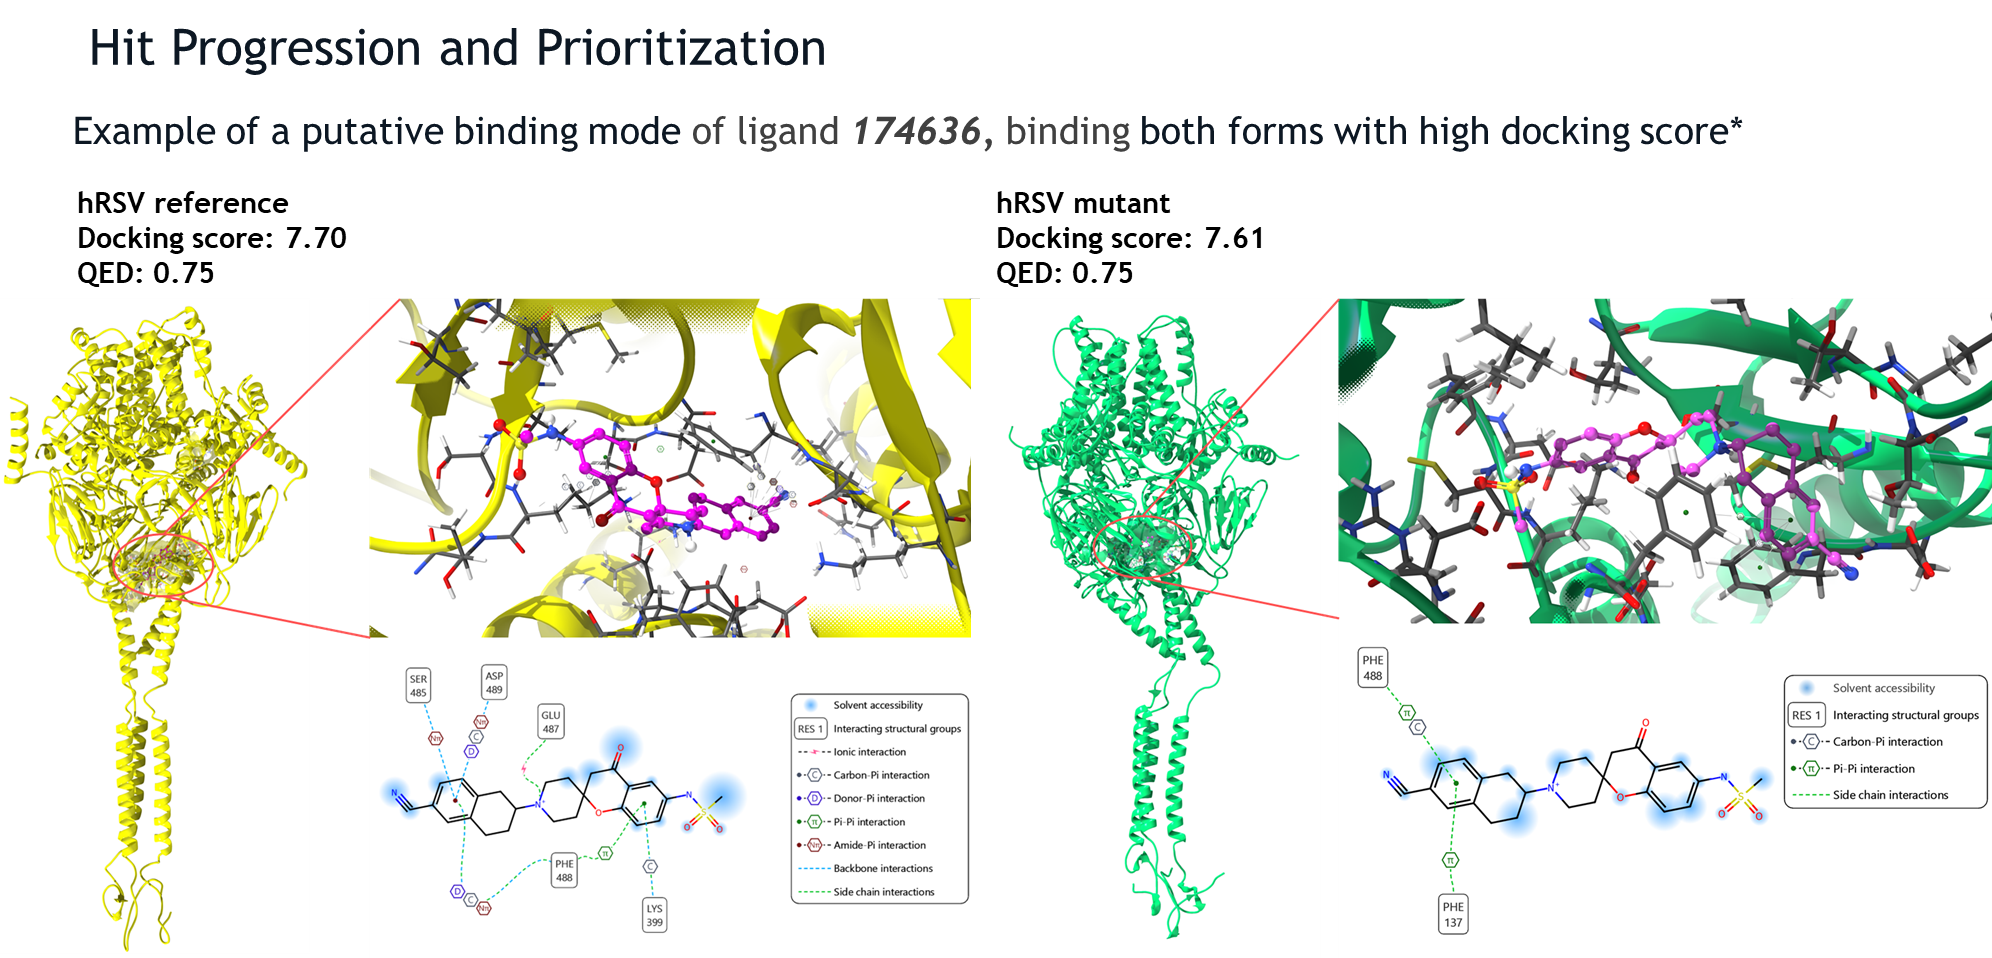 Hit Progression and Prioritization
Example of a putative binding mode of ligand 174636, binding both forms with high docking score*
hRSV reference
Docking score: 7.70
QED: 0.75
hRSV mutant
Docking score: 7.61
QED: 0.75
SER
485
ASP
489
GLU
487
Nπ
Nπ
C
D
N
N⁺
O
O
N
S
O
O
PHE
488
π
C
D
C
Nπ
LYS
399
Solvent accessibility
RES 1 Interacting structural groups
Ionic interaction
C Carbon-Pi interaction
D Donor-Pi interaction
π Pi-Pi interaction
Nπ Amide-Pi interaction
Backbone interactions
Side chain interactions
PHE
488
π
C
N
N⁺
O
O
N
S
O
O
π
PHE
137
Solvent accessibility
RES 1 Interacting structural groups
C Carbon-Pi interaction
π Pi-Pi interaction
Side chain interactions